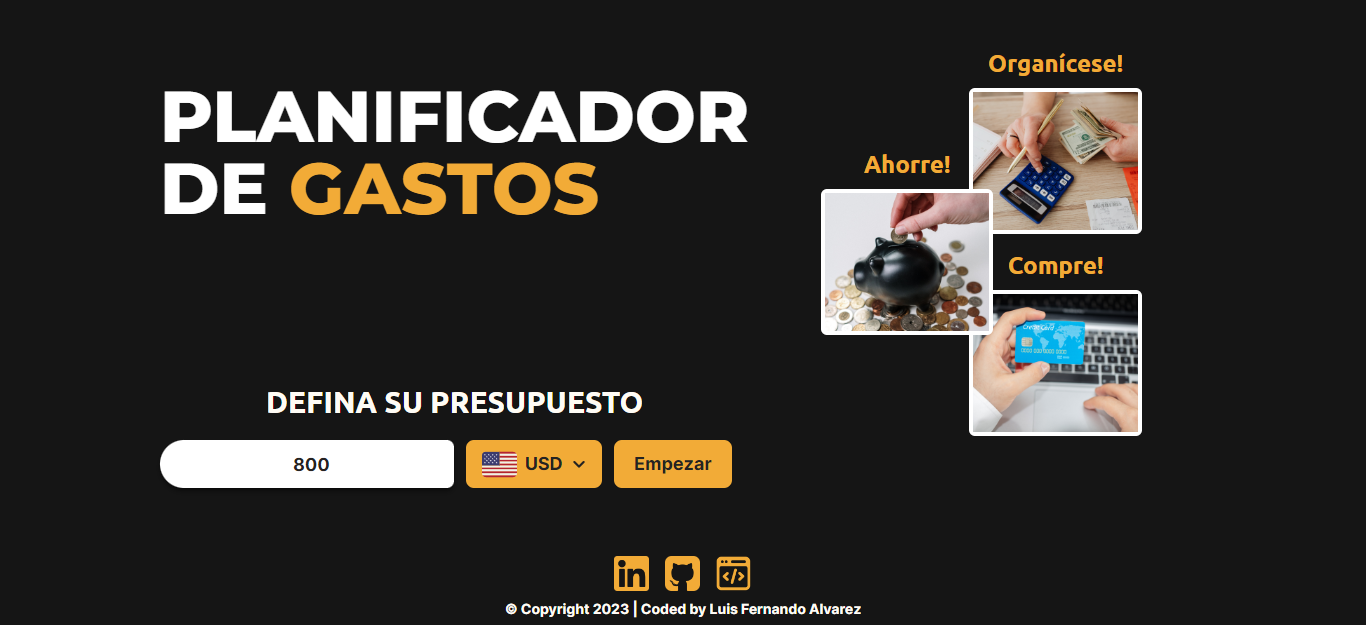 PLANIFICADOR
DE GASTOS
Organícese!
Ahorre!
Compre!
DEFINA SU PRESUPUESTO
800
USD
Empezar
© Copyright 2023 | Coded by Luis Fernando Alvarez